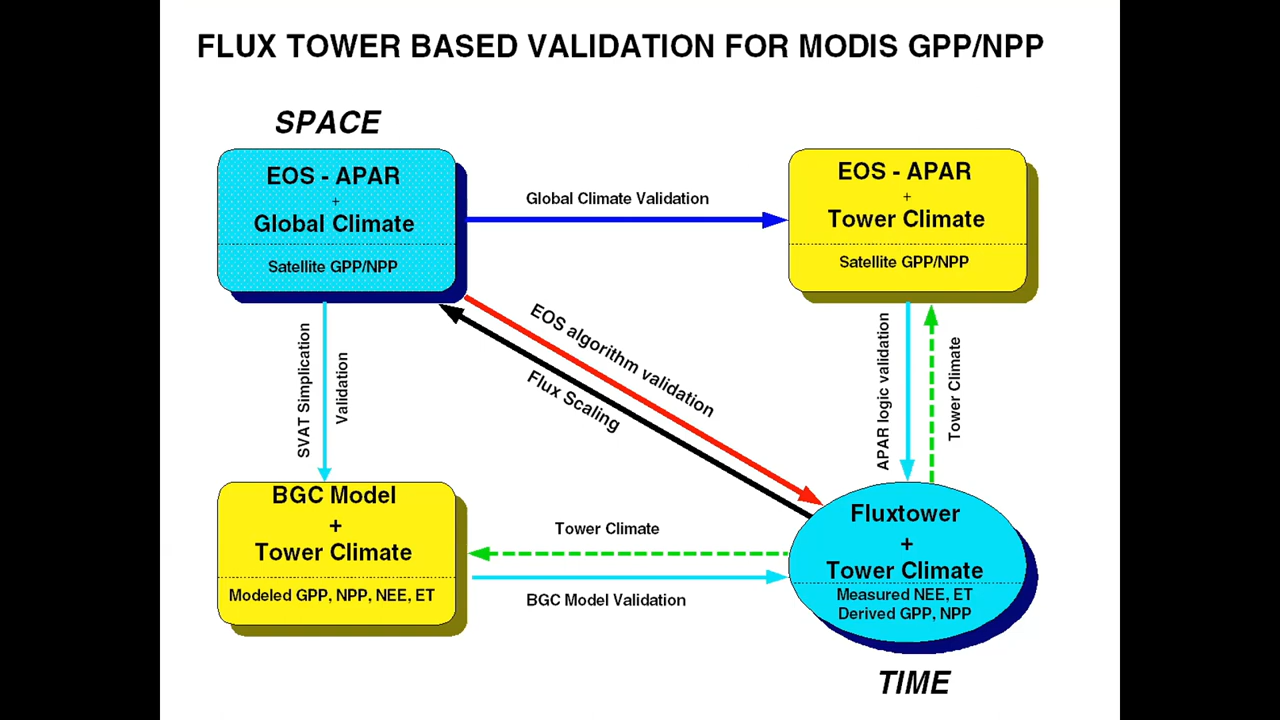 FLUX TOWER BASED VALIDATION FOR MODIS GPP/NPP
SPACE
EOS - APAR
+
Global Climate
Satellite GPP/NPP
Global Climate Validation
EOS - APAR
+
Tower Climate
Satellite GPP/NPP
SVAT Simplication
Validation
EOS algorithm validation
Flux Scaling
APAR logic validation
Tower Climate
BGC Model
+
Tower Climate
Modeled GPP, NPP, NEE, ET
Tower Climate
BGC Model Validation
Fluxtower
+
Tower Climate
Measured NEE, ET
Derived GPP, NPP
TIME